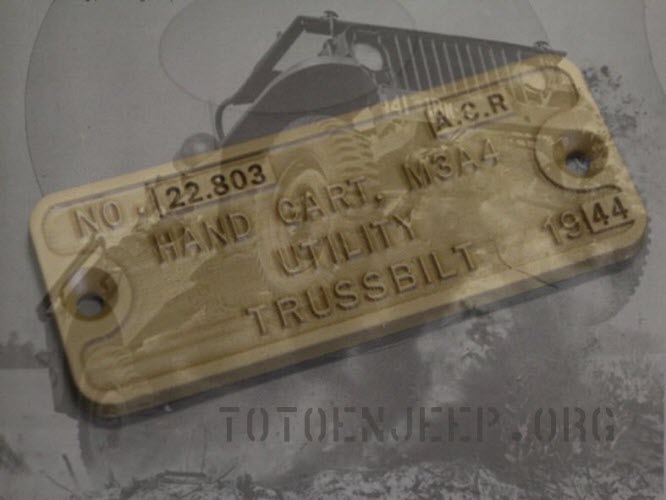 A.C.R
NO. 22.803
HAND CART, M3A4
UTILITY
TRUSSBILT 1944
TOTOENJEEP.ORG